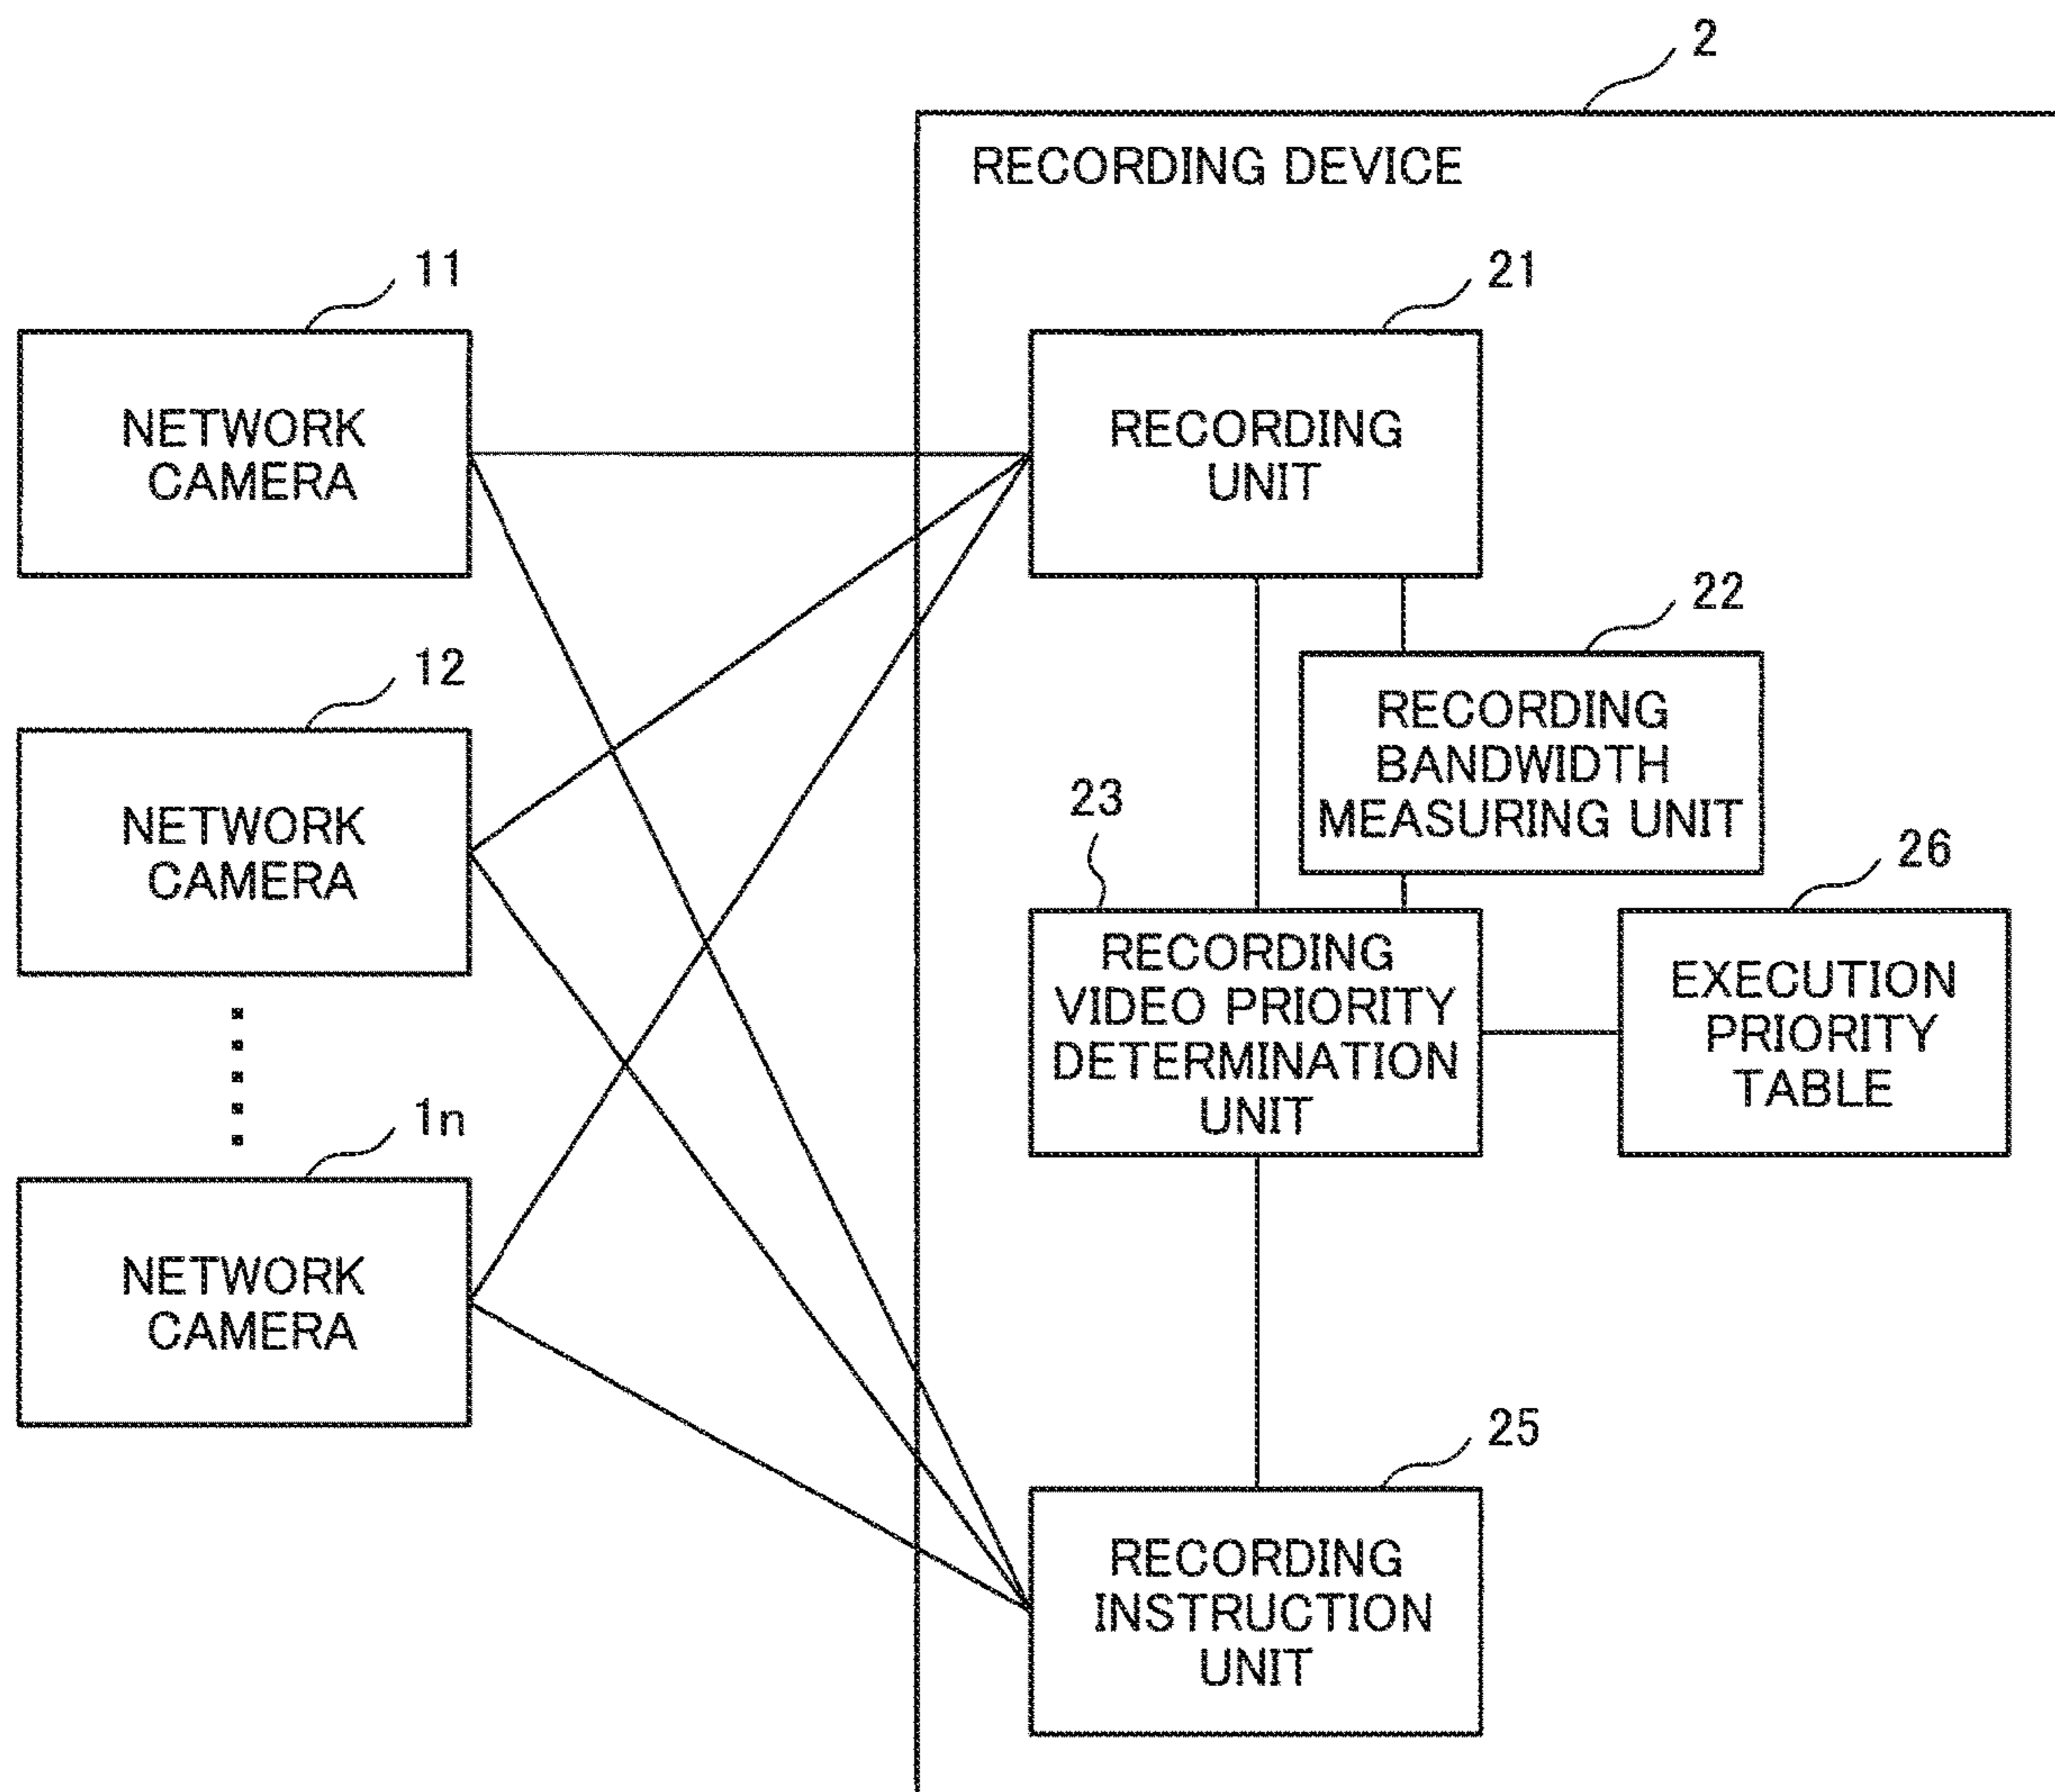 2
RECORDING DEVICE
11
21
NETWORK
CAMERA
RECORDING
UNIT
22
12
RECORDING
BANDWIDTH
MEASURING UNIT
NETWORK
CAMERA
23
26
RECORDING
VIDEO PRIORITY
DETERMINATION
UNIT
EXECUTION
PRIORITY
TABLE
1n
NETWORK
CAMERA
25
RECORDING
INSTRUCTION
UNIT